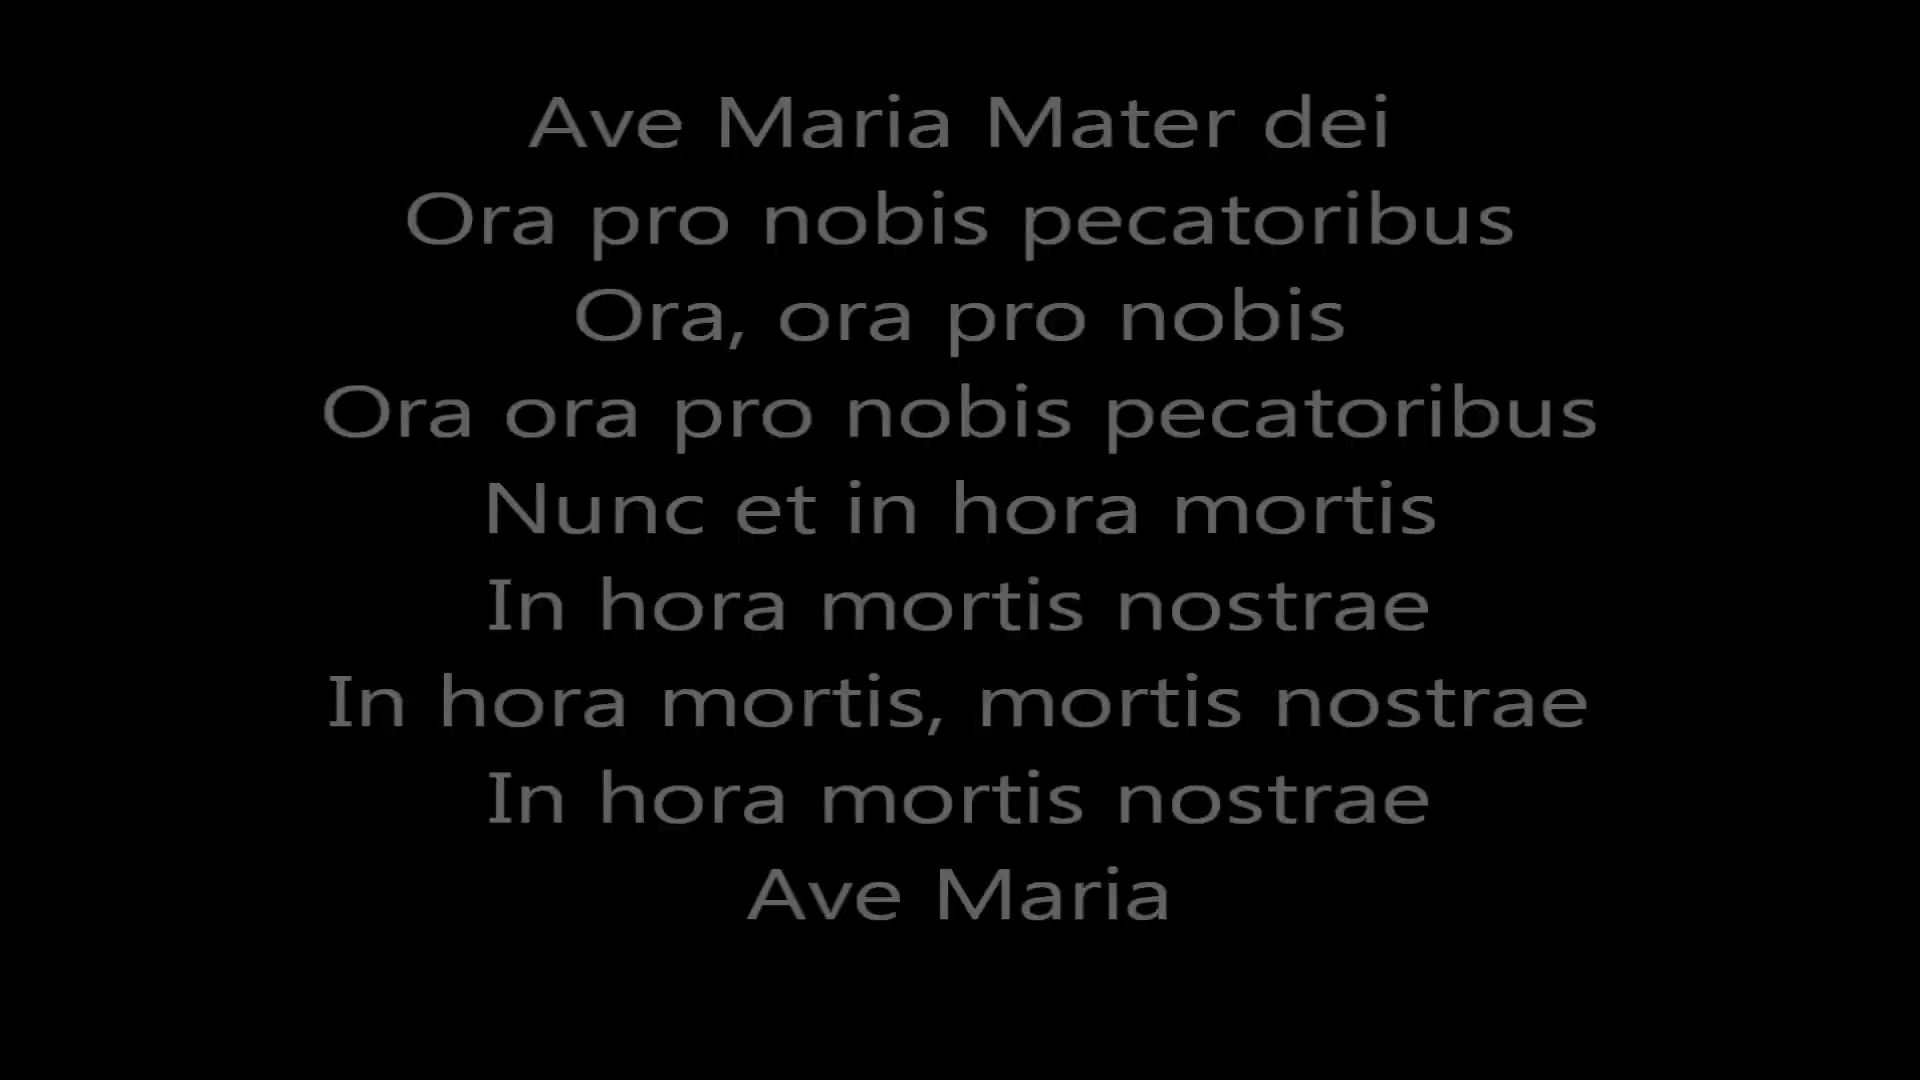 Ave Maria Mater dei
Ora pro nobis pecatoribus
Ora, ora pro nobis
Ora ora pro nobis pecatoribus
Nunc et in hora mortis
In hora mortis nostrae
In hora mortis, mortis nostrae
In hora mortis nostrae
Ave Maria